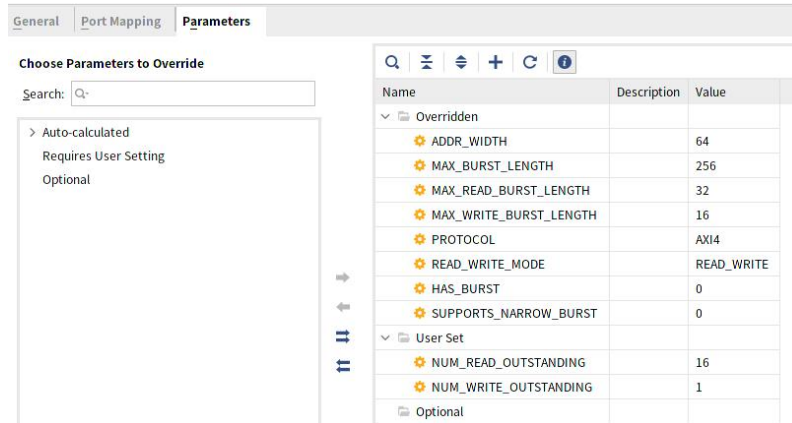 General Port Mapping Parameters
Choose Parameters to Override
Search:
Auto-calculated
Requires User Setting
Optional
Name Description Value
Overridden
ADDR_WIDTH 64
MAX_BURST_LENGTH 256
MAX_READ_BURST_LENGTH 32
MAX_WRITE_BURST_LENGTH 16
PROTOCOL AXI4
READ_WRITE_MODE READ_WRITE
HAS_BURST 0
SUPPORTS_NARROW_BURST 0
User Set
NUM_READ_OUTSTANDING 16
NUM_WRITE_OUTSTANDING 1
Optional